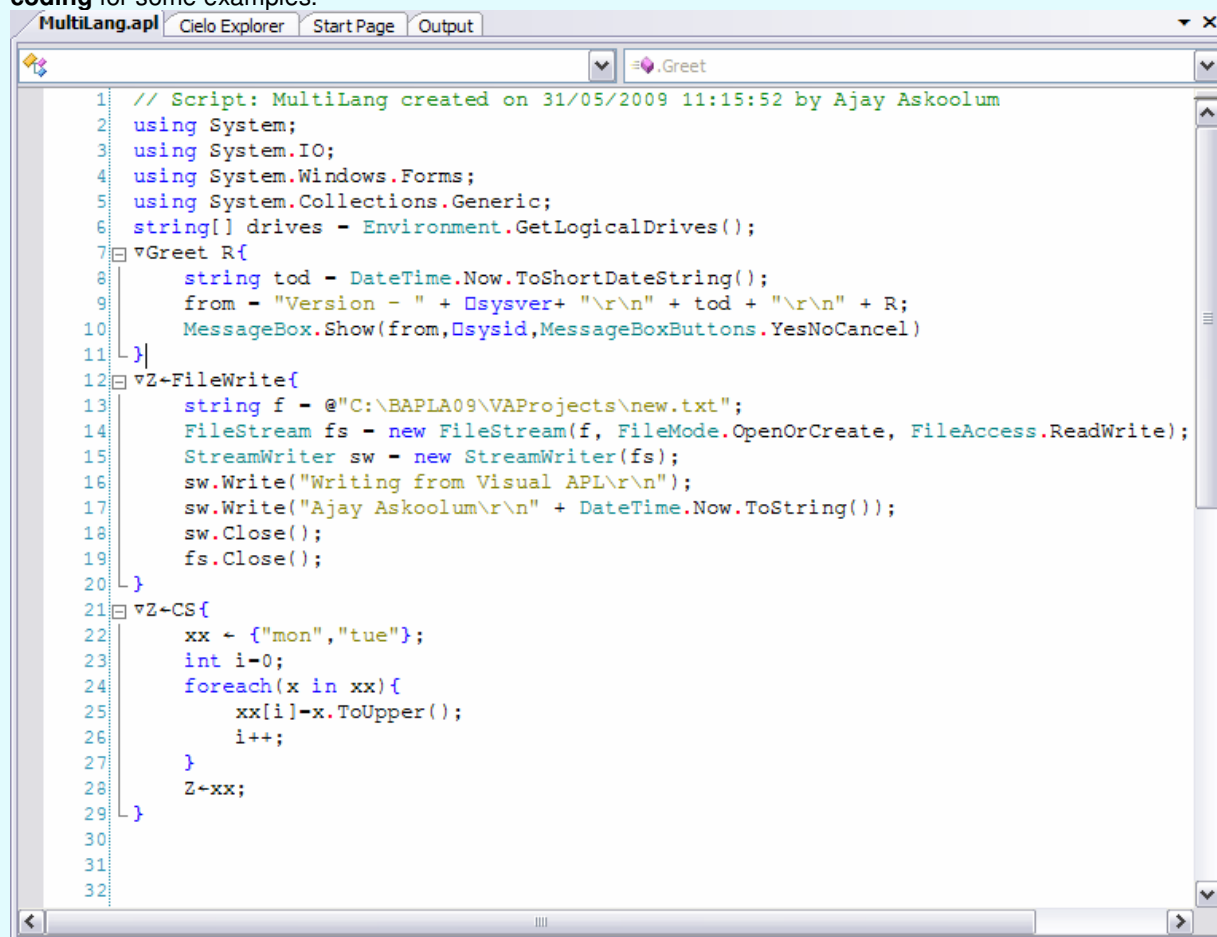 coding for some examples.
MultiLang.apl Cielo Explorer Start Page Output
.Greet
1 // Script: MultiLang created on 31/05/2009 11:15:52 by Ajay Askoolum
2 using System;
3 using System.IO;
4 using System.Windows.Forms;
5 using System.Collections.Generic;
6 string[] drives = Environment.GetLogicalDrives();
7 ∇Greet R{
8 string tod = DateTime.Now.ToShortDateString();
9 from = "Version - " + ⎕sysver+ "\r\n" + tod + "\r\n" + R;
10 MessageBox.Show(from,⎕sysid,MessageBoxButtons.YesNoCancel)
11 }
12 ∇Z←FileWrite{
13 string f = @"C:\BAPLA09\VAProjects\new.txt";
14 FileStream fs = new FileStream(f, FileMode.OpenOrCreate, FileAccess.ReadWrite);
15 StreamWriter sw = new StreamWriter(fs);
16 sw.Write("Writing from Visual APL\r\n");
17 sw.Write("Ajay Askoolum\r\n" + DateTime.Now.ToString());
18 sw.Close();
19 fs.Close();
20 }
21 ∇Z←CS{
22 xx ← {"mon","tue"};
23 int i=0;
24 foreach(x in xx){
25 xx[i]=x.ToUpper();
26 i++;
27 }
28 Z←xx;
29 }
30
31
32